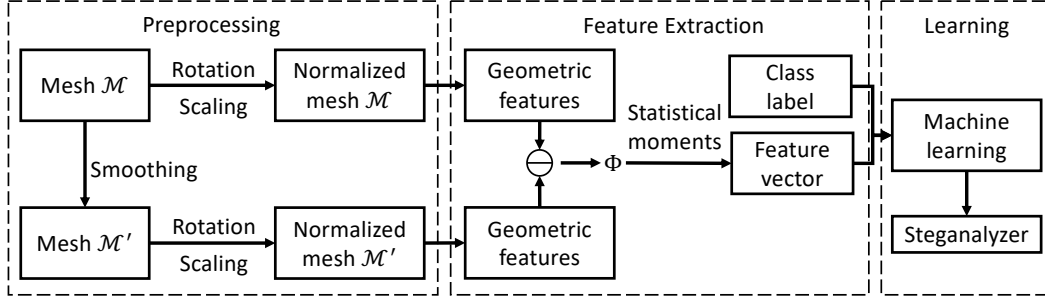 Preprocessing
Feature Extraction
Learning
Mesh ℳ
Rotation
Scaling
Normalized
mesh ℳ
Geometric
features
Class
label
Statistical
moments
Machine
learning
Smoothing
Φ
Feature
vector
Mesh ℳ′
Rotation
Scaling
Normalized
mesh ℳ′
Geometric
features
Steganalyzer